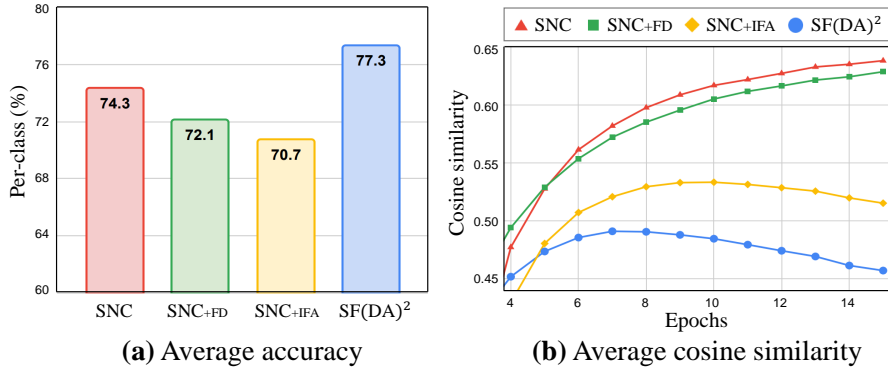 80
76
72
68
64
60
Per-class (%)
74.3
72.1
70.7
77.3
SNC
SNC+FD
SNC+IFA
SF(DA)²
(a) Average accuracy
SNC
SNC+FD
SNC+IFA
SF(DA)²
0.65
0.60
0.55
0.50
0.45
Cosine similarity
4
6
8
10
12
14
Epochs
(b) Average cosine similarity